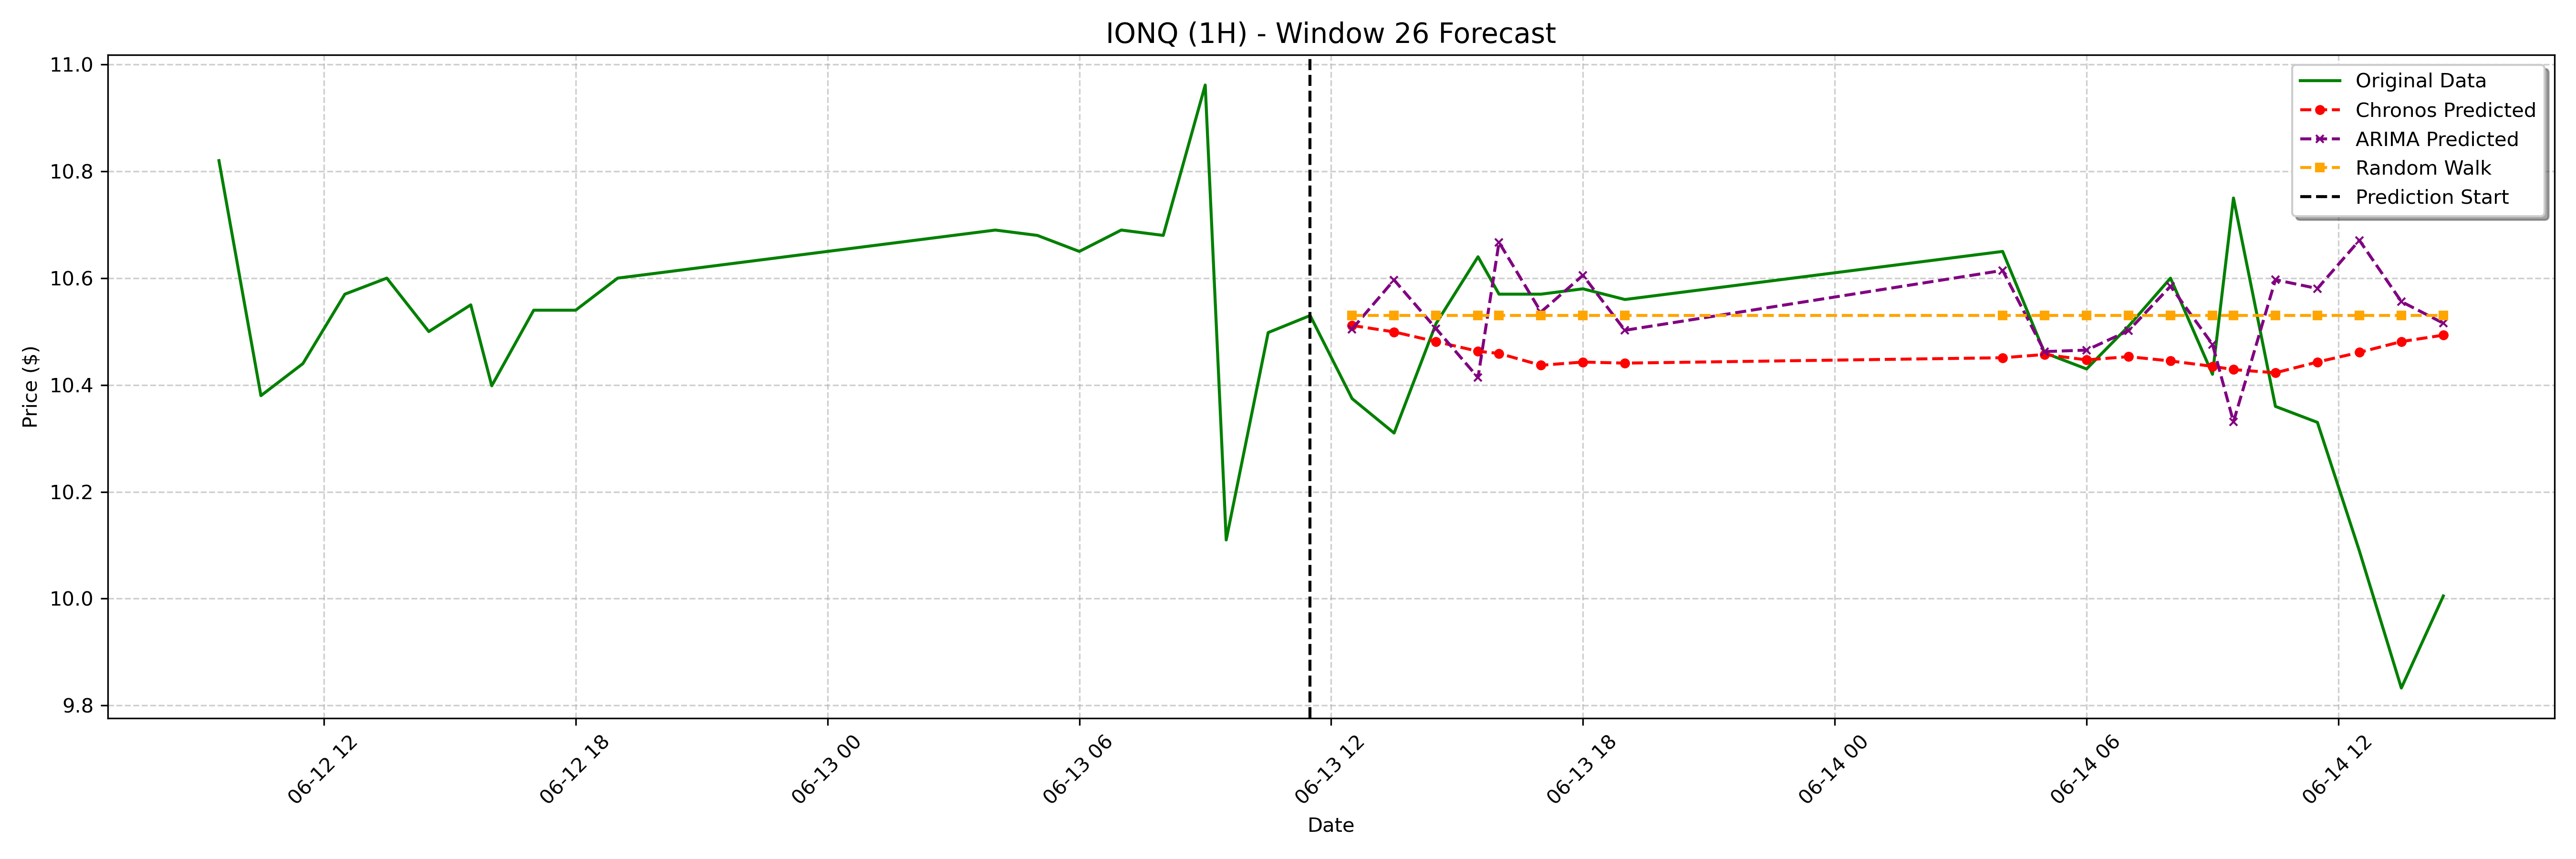 IONQ (1H) - Window 26 Forecast
Price ($)
11.0
10.8
10.6
10.4
10.2
10.0
9.8
Original Data
Chronos Predicted
ARIMA Predicted
Random Walk
Prediction Start
06-12 12
06-12 18
06-13 00
06-13 06
06-13 12
06-13 18
06-14 00
06-14 06
06-14 12
Date